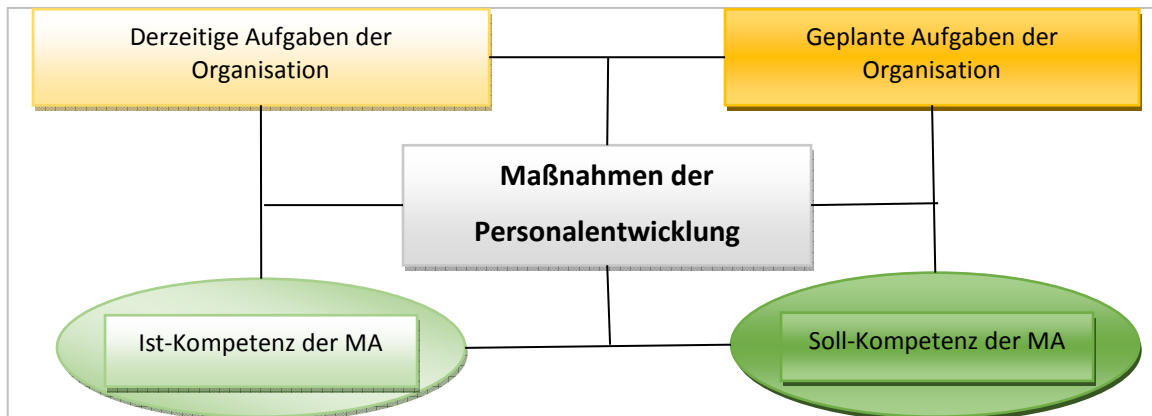 Derzeitige Aufgaben der
Organisation
Geplante Aufgaben der
Organisation
Maßnahmen der
Personalentwicklung
Ist-Kompetenz der MA
Soll-Kompetenz der MA